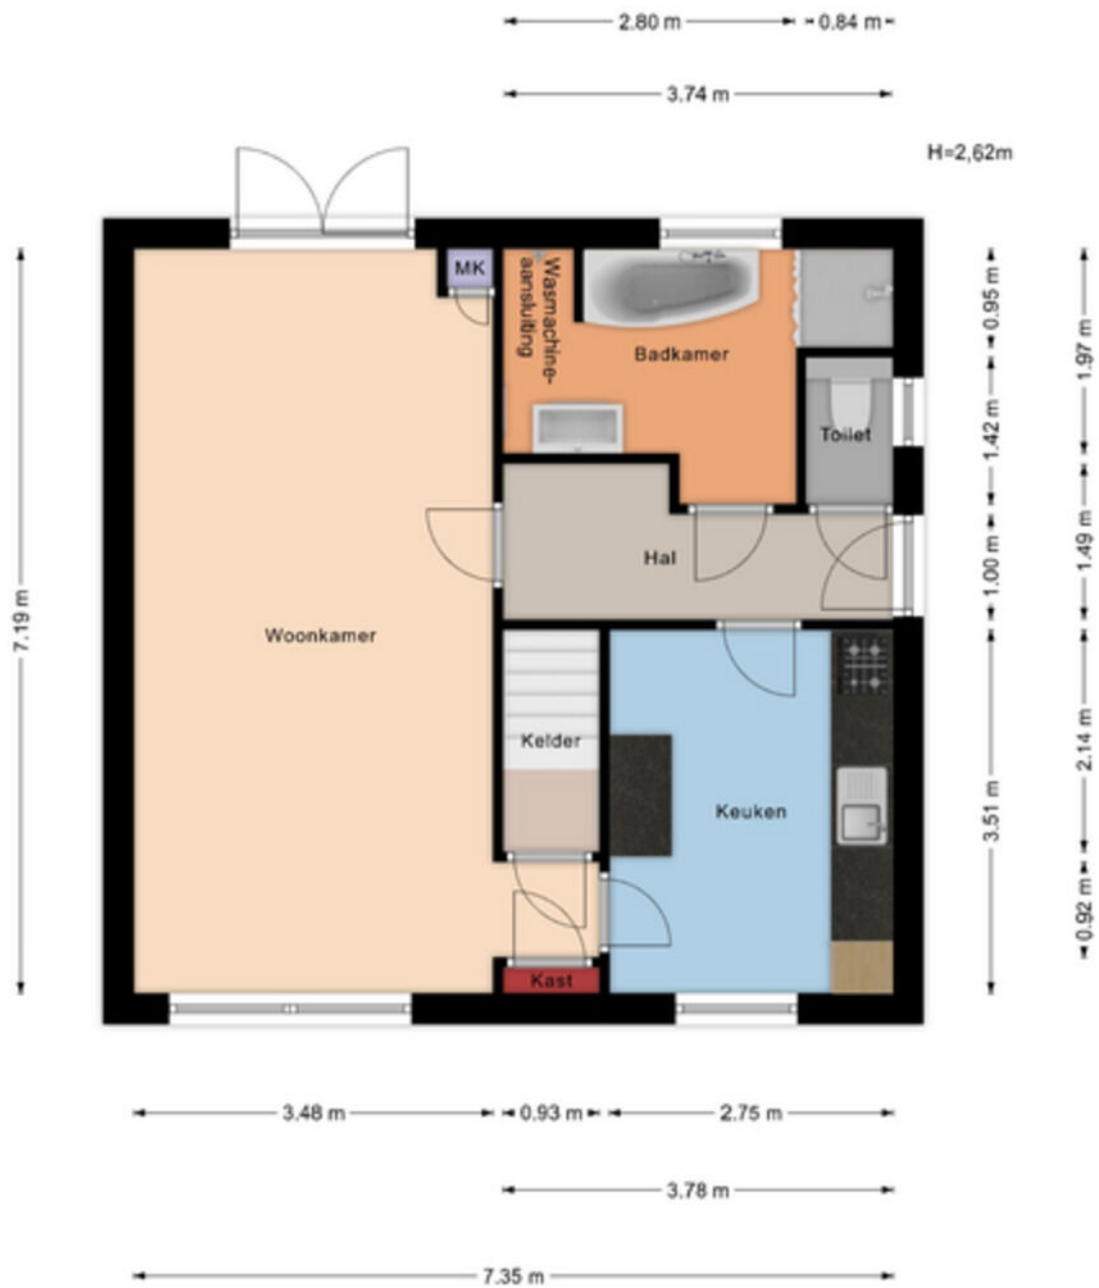 2.80 m
0.84 m
3.74 m
H=2,62m
MK
Wasmachine-
aansluiting
Badkamer
Toilet
Hal
Woonkamer
Kelder
Keuken
Kast
7.19 m
0.95 m
1.42 m
1.00 m
3.51 m
1.97 m
1.49 m
2.14 m
0.92 m
3.48 m
0.93 m
2.75 m
3.78 m
7.35 m